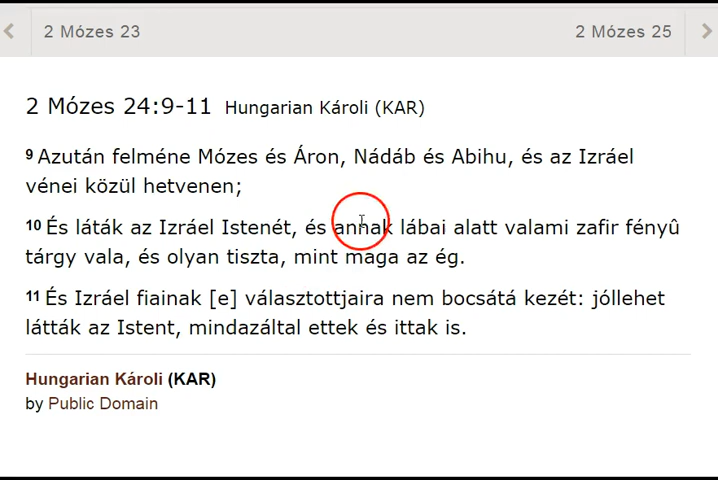 2 Mózes 23
2 Mózes 25
2 Mózes 24:9-11 Hungarian Károli (KAR)
9 Azután felméne Mózes és Áron, Nádáb és Abihu, és az Izráel
vénei közül hetvenen;
10 És láták az Izráel Istenét, és annak lábai alatt valami zafir fényû
tárgy vala, és olyan tiszta, mint maga az ég.
11 És Izráel fiainak [e] választottjaira nem bocsátá kezét: jóllehet
látták az Istent, mindazáltal ettek és ittak is.
Hungarian Károli (KAR)
by Public Domain